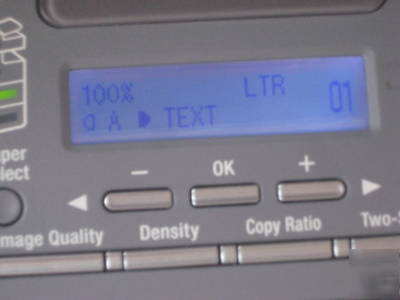 100% LTR 01
A TEXT
− OK +
Image Quality Density Copy Ratio